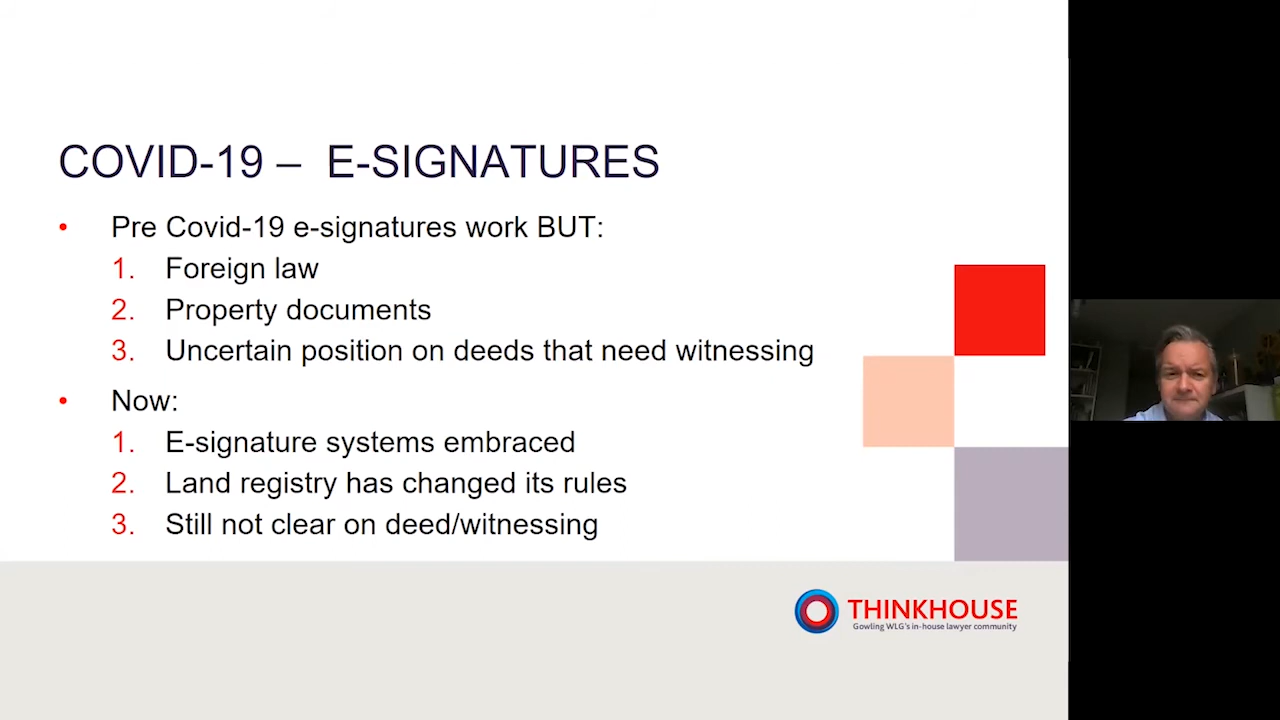 COVID-19 – E-SIGNATURES
• Pre Covid-19 e-signatures work BUT:
1. Foreign law
2. Property documents
3. Uncertain position on deeds that need witnessing
• Now:
1. E-signature systems embraced
2. Land registry has changed its rules
3. Still not clear on deed/witnessing
THINKHOUSE
Gowling WLG's in-house lawyer community